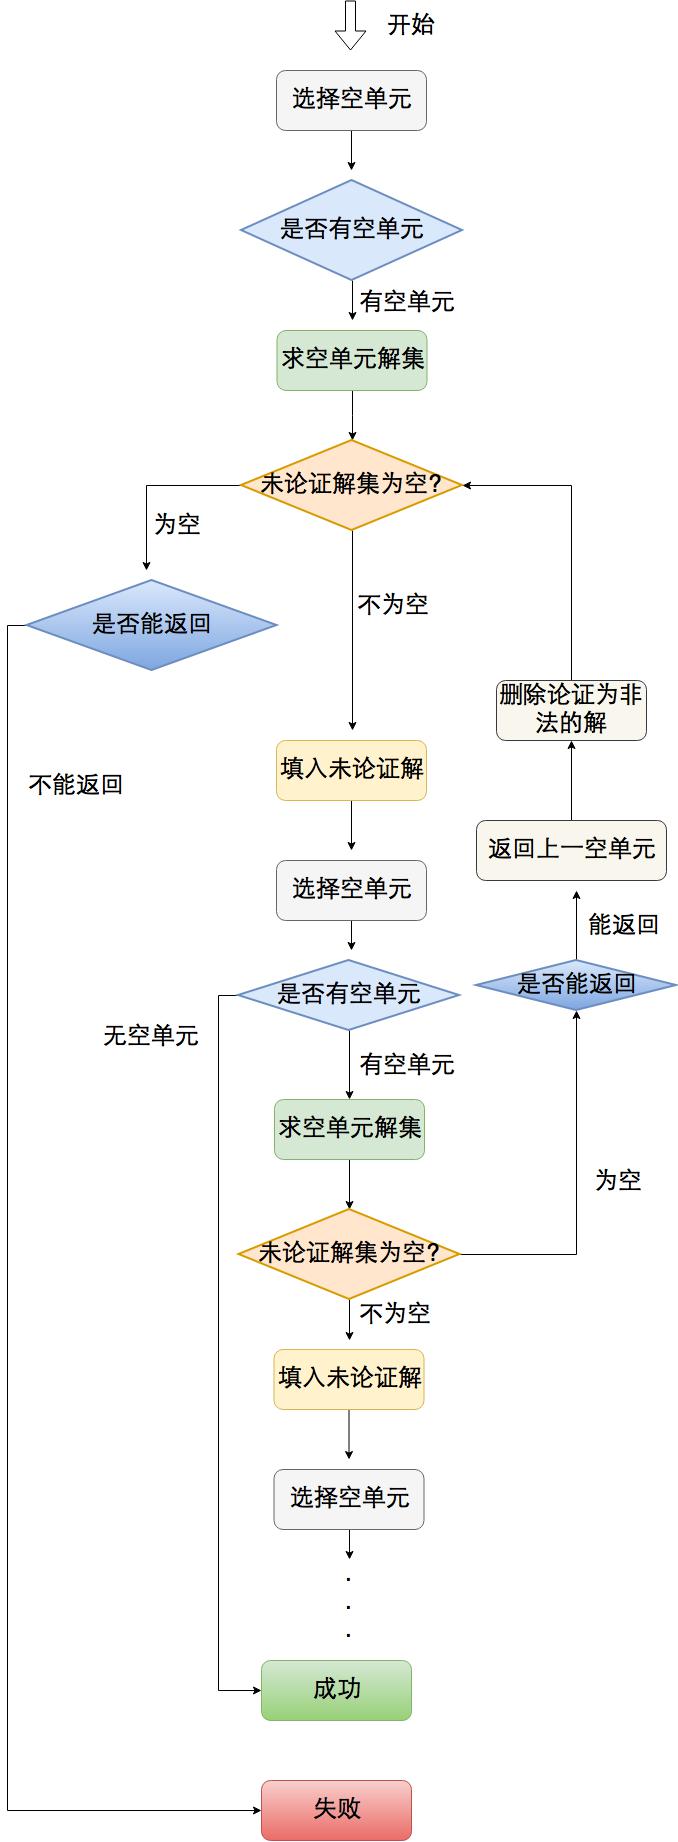 开始
选择空单元
是否有空单元
有空单元
求空单元解集
未论证解集为空?
为空
是否能返回
不为空
删除论证为非
法的解
填入未论证解
不能返回
返回上一空单元
选择空单元
能返回
是否有空单元
是否能返回
无空单元
有空单元
求空单元解集
为空
未论证解集为空?
不为空
填入未论证解
选择空单元
.
.
.
成功
失败